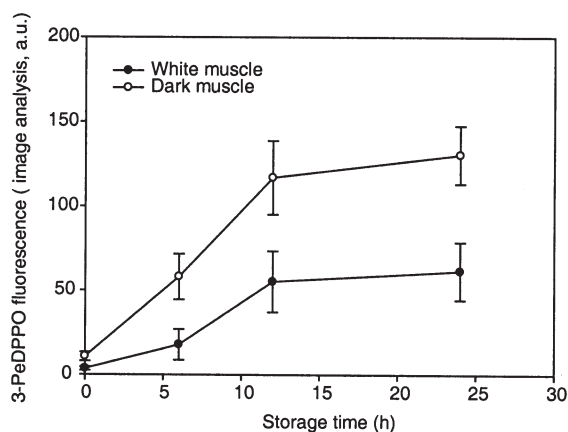 3-PeDPPO fluorescence ( image analysis, a.u.)
200
150
100
50
0
White muscle
Dark muscle
0 5 10 15 20 25 30
Storage time (h)